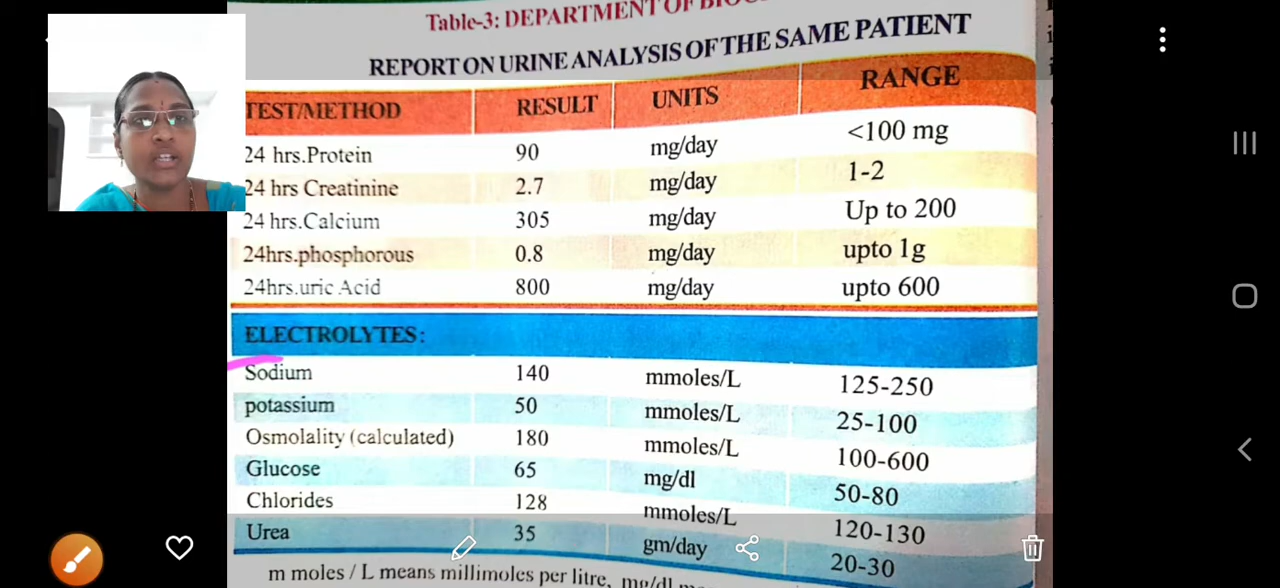 Table-3: DEPARTMENT OF
REPORT ON URINE ANALYSIS OF THE SAME PATIENT
TEST/METHOD RESULT UNITS RANGE
24 hrs.Protein 90 mg/day <100 mg
24 hrs Creatinine 2.7 mg/day 1-2
24 hrs.Calcium 305 mg/day Up to 200
24hrs.phosphorous 0.8 mg/day upto 1g
24hrs.uric Acid 800 mg/day upto 600
ELECTROLYTES:
Sodium 140 mmoles/L 125-250
potassium 50 mmoles/L 25-100
Osmolality (calculated) 180 mmoles/L 100-600
Glucose 65 mg/dl 50-80
Chlorides 128 mmoles/L 120-130
Urea 35 gm/day 20-30
m moles / L means millimoles per litre, mg/dl